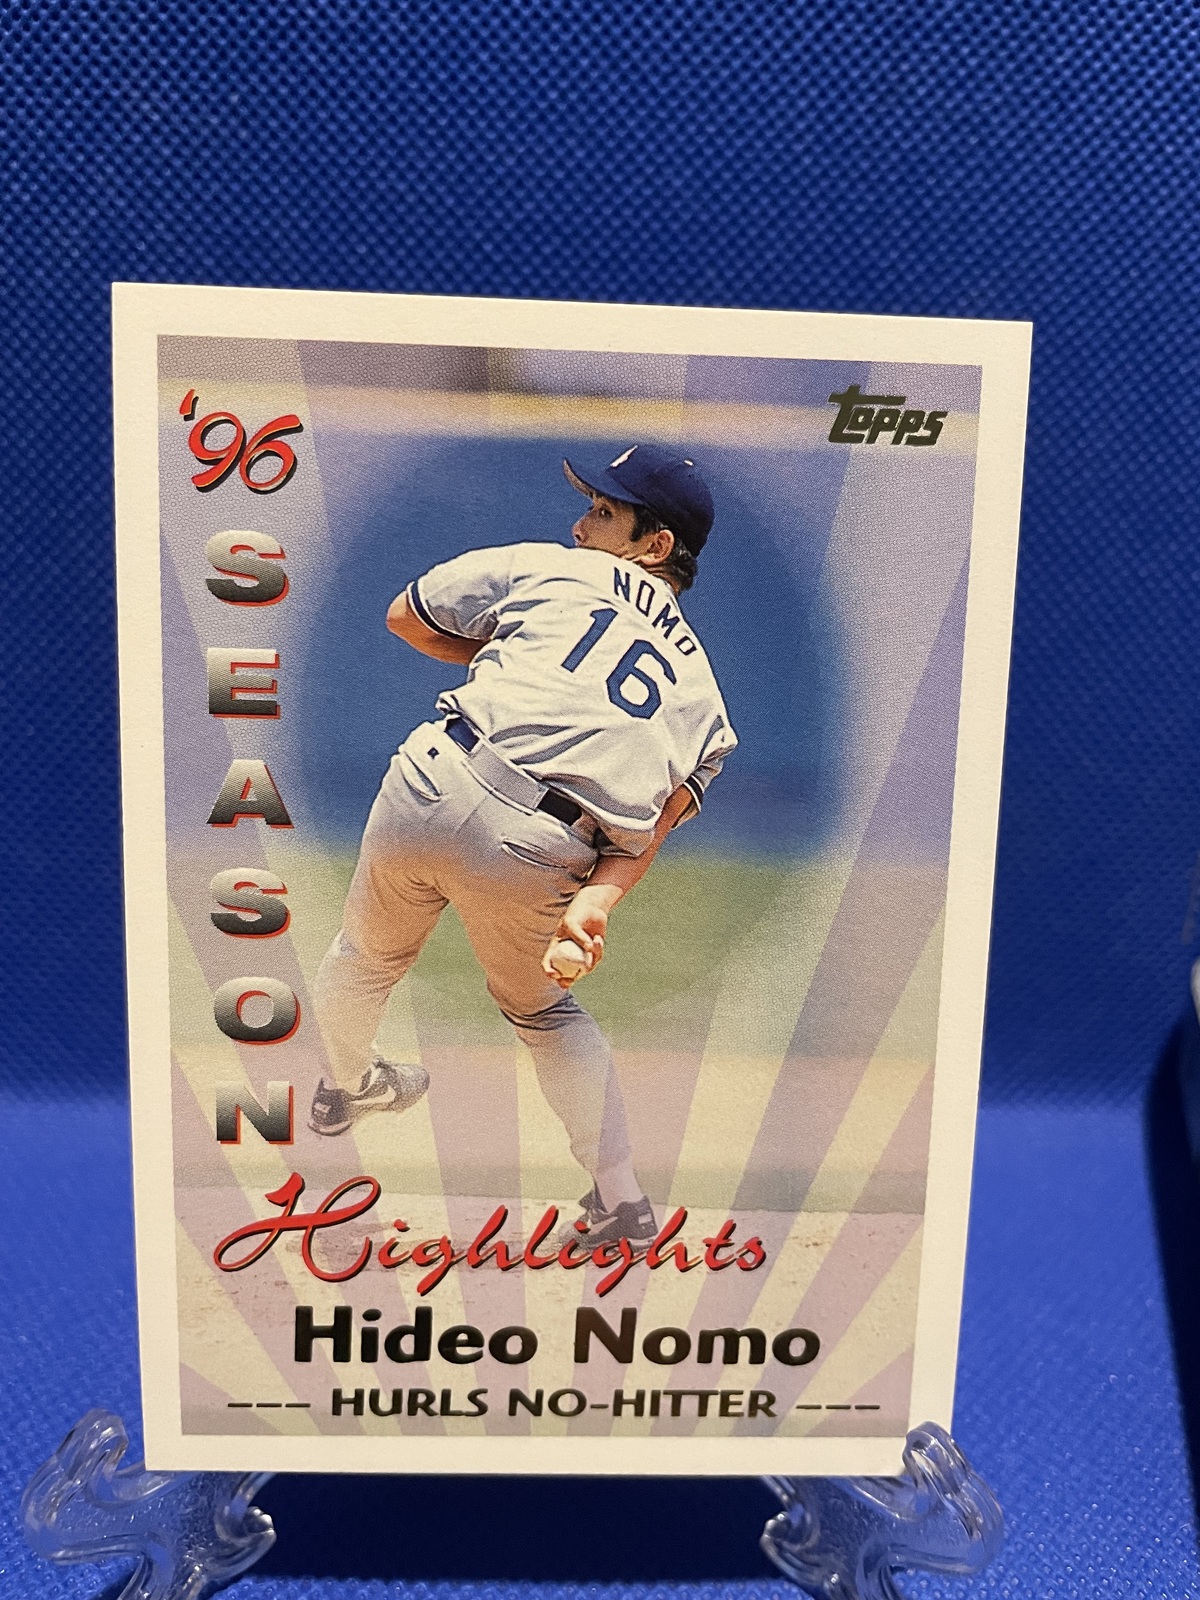 '96
SEASON
Highlights
TOPPS
NOMO
16
Hideo Nomo
--- HURLS NO-HITTER ---